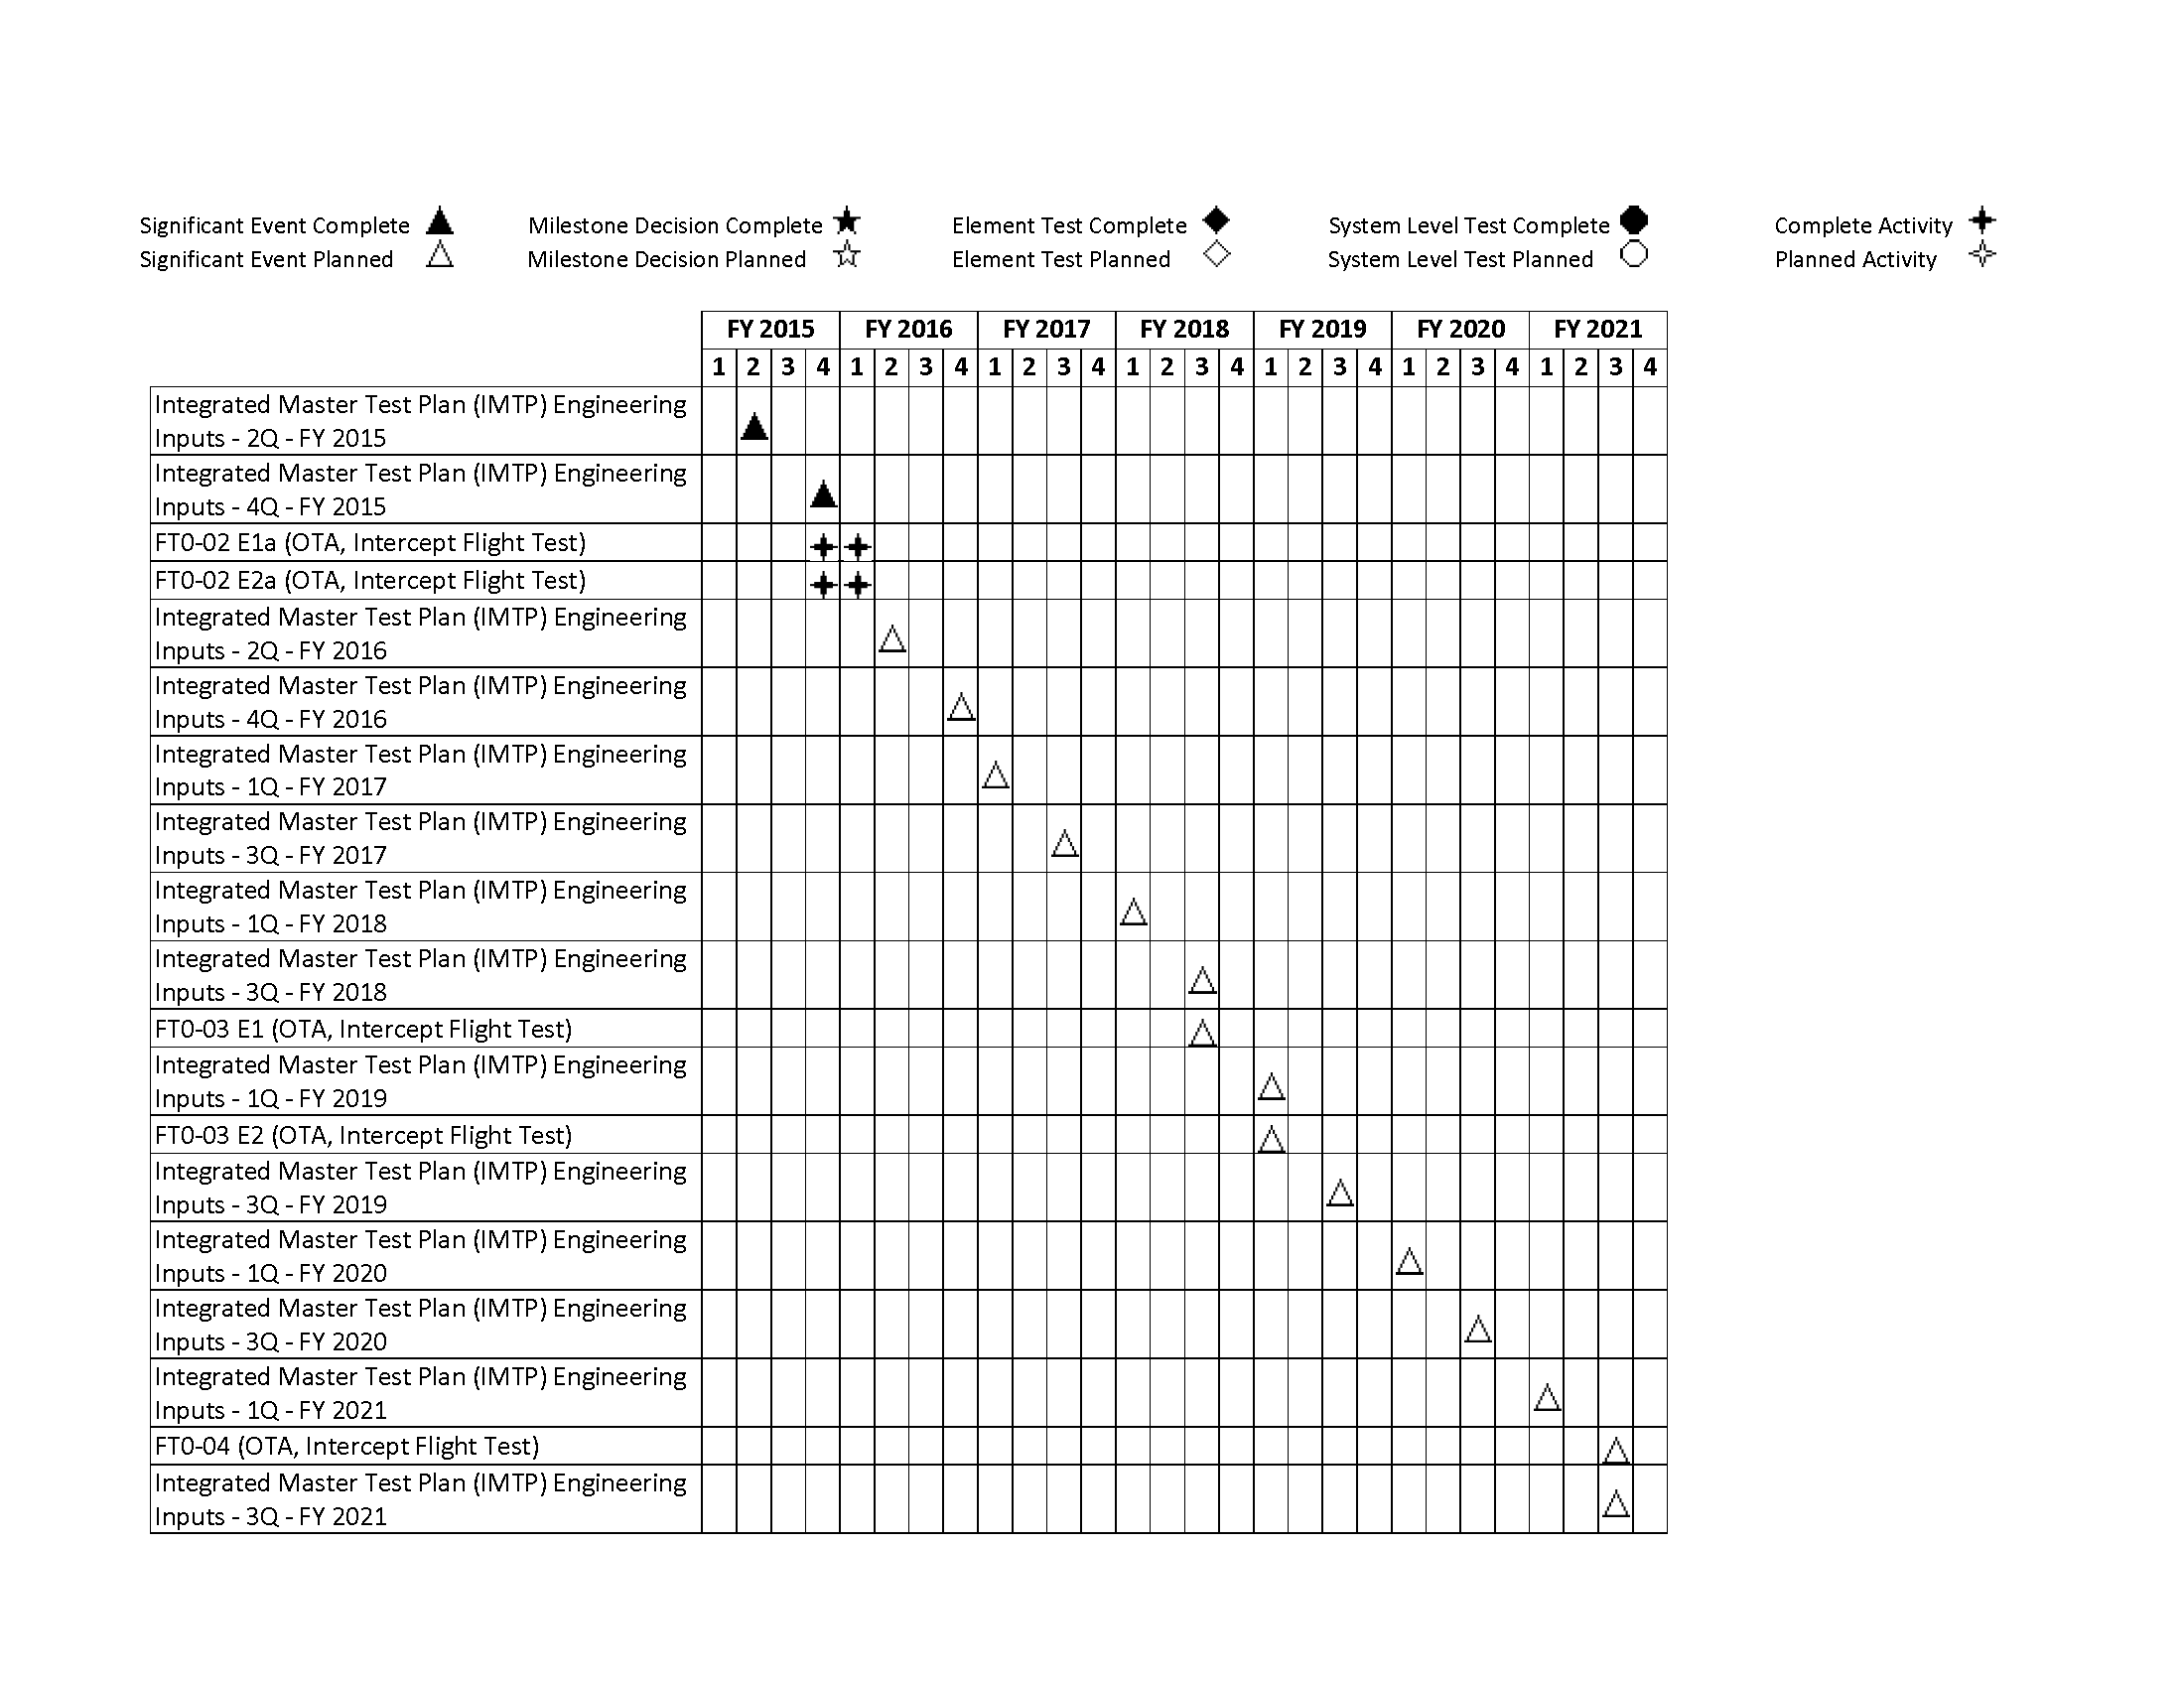 Significant Event Complete Milestone Decision Complete Element Test Complete System Level Test Complete Complete Activity
Significant Event Planned Milestone Decision Planned Element Test Planned System Level Test Planned Planned Activity
FY 2015 FY 2016 FY 2017 FY 2018 FY 2019 FY 2020 FY 2021
1 2 3 4 1 2 3 4 1 2 3 4 1 2 3 4 1 2 3 4 1 2 3 4 1 2 3 4
Integrated Master Test Plan (IMTP) Engineering
Inputs - 2Q - FY 2015
Integrated Master Test Plan (IMTP) Engineering
Inputs - 4Q - FY 2015
FT0-02 E1a (OTA, Intercept Flight Test)
FT0-02 E2a (OTA, Intercept Flight Test)
Integrated Master Test Plan (IMTP) Engineering
Inputs - 2Q - FY 2016
Integrated Master Test Plan (IMTP) Engineering
Inputs - 4Q - FY 2016
Integrated Master Test Plan (IMTP) Engineering
Inputs - 1Q - FY 2017
Integrated Master Test Plan (IMTP) Engineering
Inputs - 3Q - FY 2017
Integrated Master Test Plan (IMTP) Engineering
Inputs - 1Q - FY 2018
Integrated Master Test Plan (IMTP) Engineering
Inputs - 3Q - FY 2018
FT0-03 E1 (OTA, Intercept Flight Test)
Integrated Master Test Plan (IMTP) Engineering
Inputs - 1Q - FY 2019
FT0-03 E2 (OTA, Intercept Flight Test)
Integrated Master Test Plan (IMTP) Engineering
Inputs - 3Q - FY 2019
Integrated Master Test Plan (IMTP) Engineering
Inputs - 1Q - FY 2020
Integrated Master Test Plan (IMTP) Engineering
Inputs - 3Q - FY 2020
Integrated Master Test Plan (IMTP) Engineering
Inputs - 1Q - FY 2021
FT0-04 (OTA, Intercept Flight Test)
Integrated Master Test Plan (IMTP) Engineering
Inputs - 3Q - FY 2021